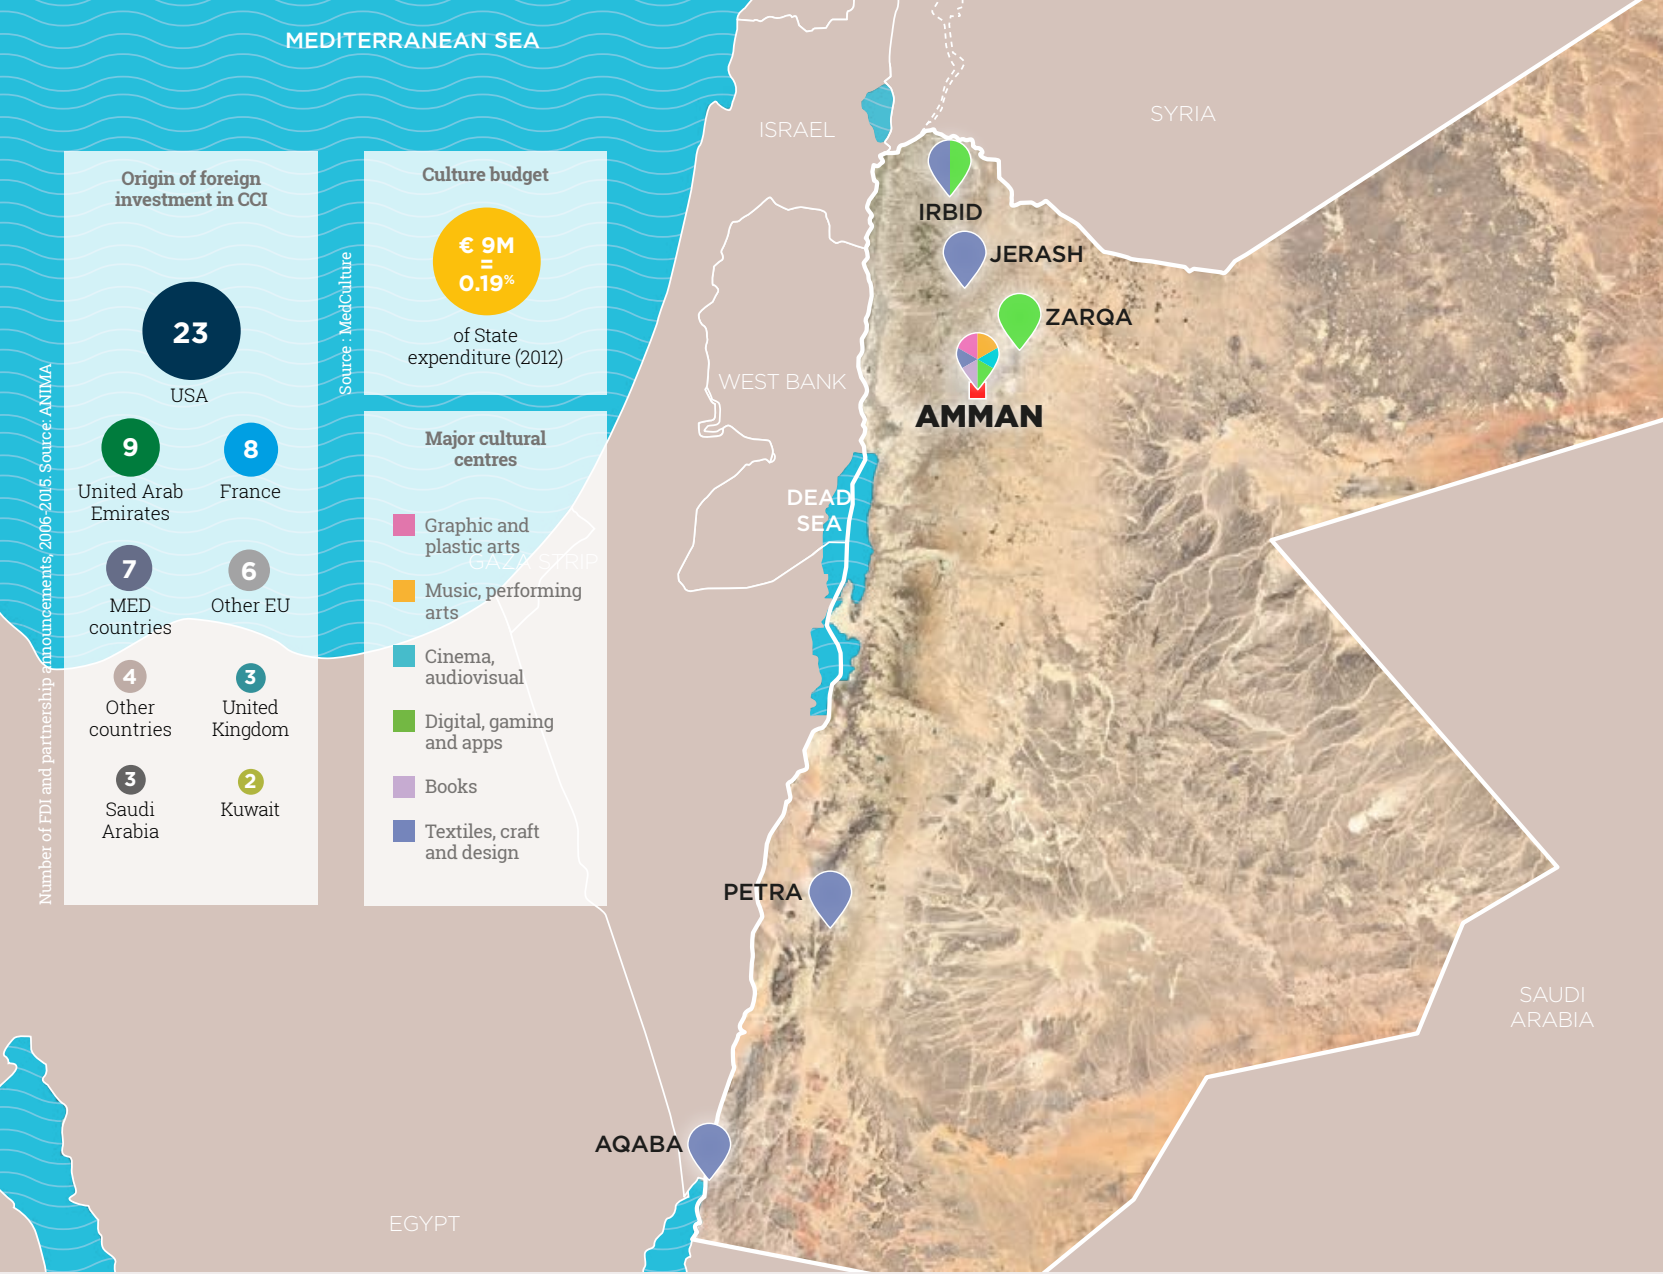 MEDITERRANEAN SEA
ISRAEL
SYRIA
WEST BANK
GAZA STRIP
DEAD
SEA
EGYPT
SAUDI
ARABIA
IRBID
JERASH
ZARQA
AMMAN
PETRA
AQABA
Origin of foreign
investment in CCI
23
USA
9
United Arab
Emirates
8
France
7
MED
countries
6
Other EU
4
Other
countries
3
United
Kingdom
3
Saudi
Arabia
2
Kuwait
Number of FDI and partnership announcements, 2006-2015. Source: ANIMA
Culture budget
€ 9M
=
0.19%
of State
expenditure (2012)
Source : MedCulture
Major cultural
centres
Graphic and
plastic arts
Music, performing
arts
Cinema,
audiovisual
Digital, gaming
and apps
Books
Textiles, craft
and design